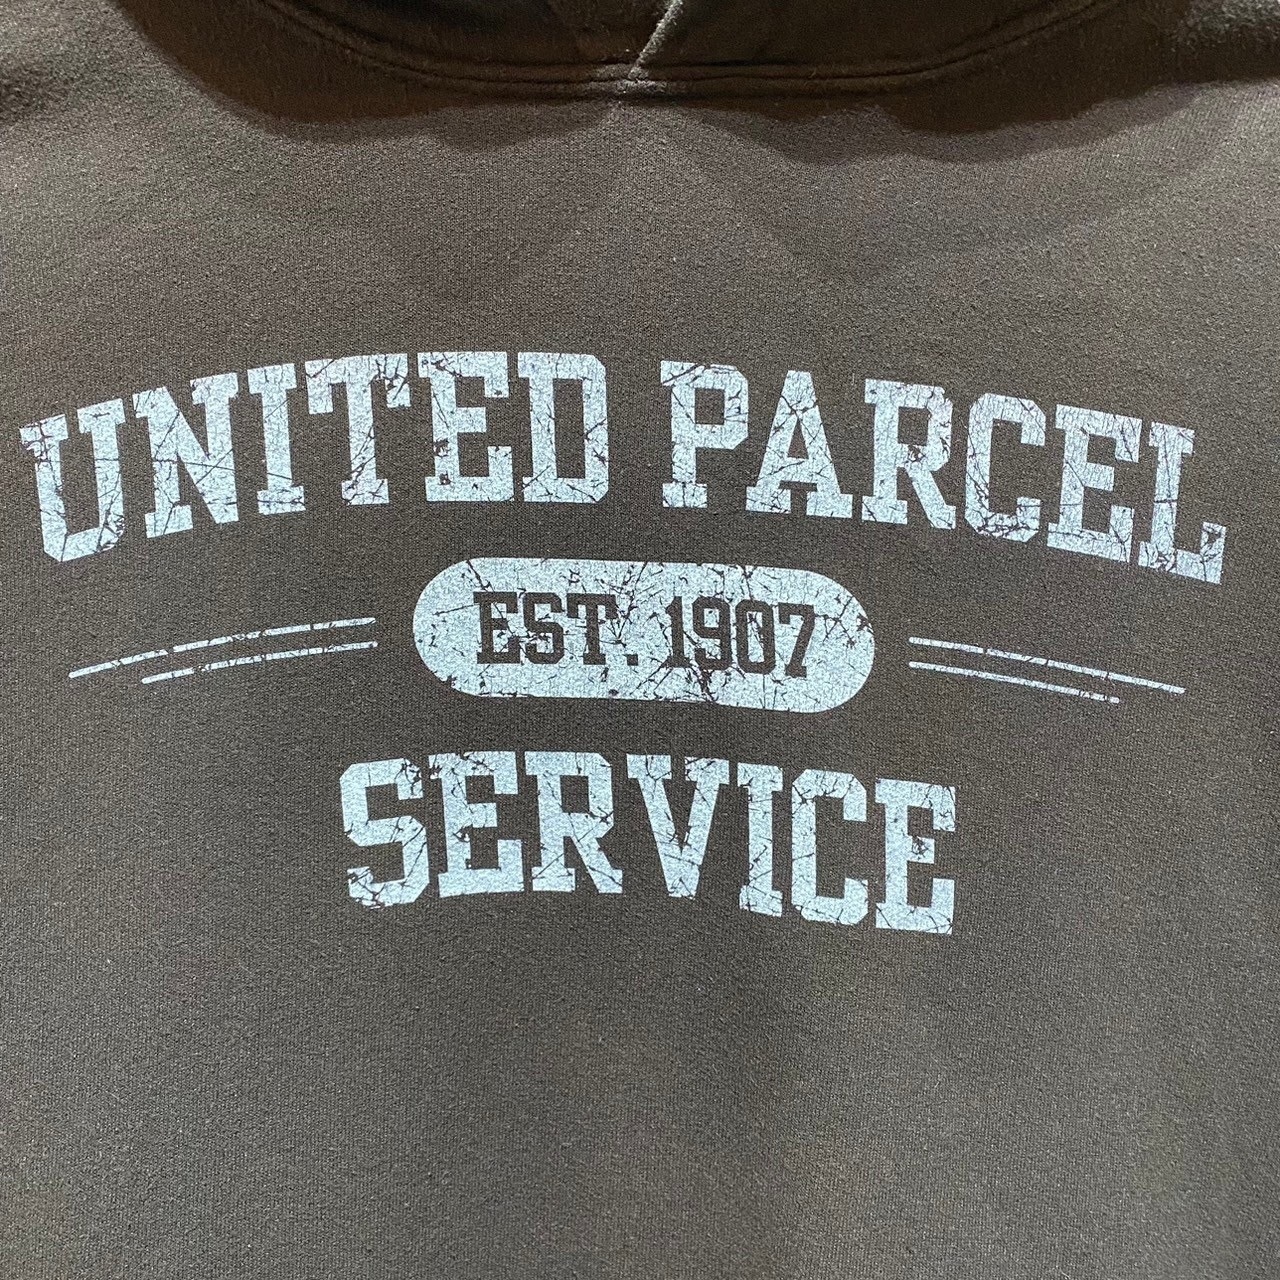 UNITED PARCEL
EST. 1907
SERVICE